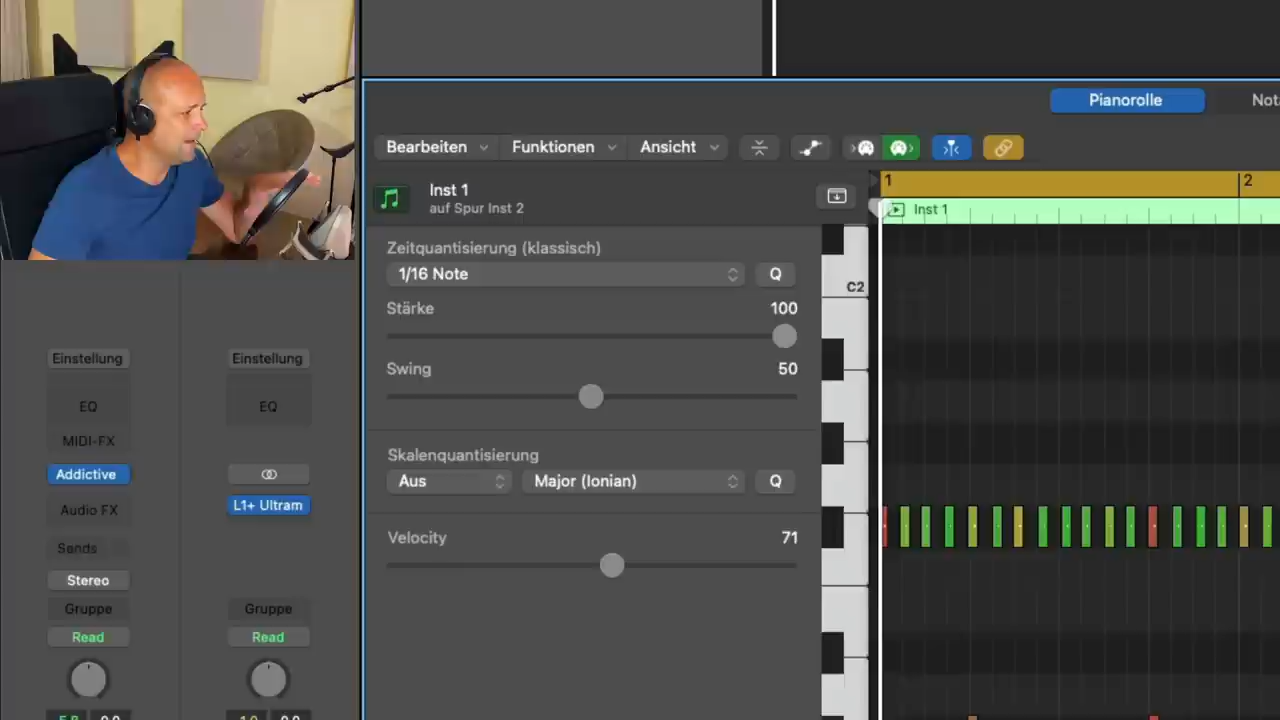 Pianorolle
Not
Bearbeiten
Funktionen
Ansicht
Inst 1
auf Spur Inst 2
1
2
Inst 1
Zeitquantisierung (klassisch)
1/16 Note
Q
C2
Stärke
100
Swing
50
Skalenquantisierung
Aus
Major (Ionian)
Q
Velocity
71
Einstellung
Einstellung
EQ
EQ
MIDI-FX
Addictive
L1+ Ultram
Audio FX
Sends
Stereo
Gruppe
Gruppe
Read
Read